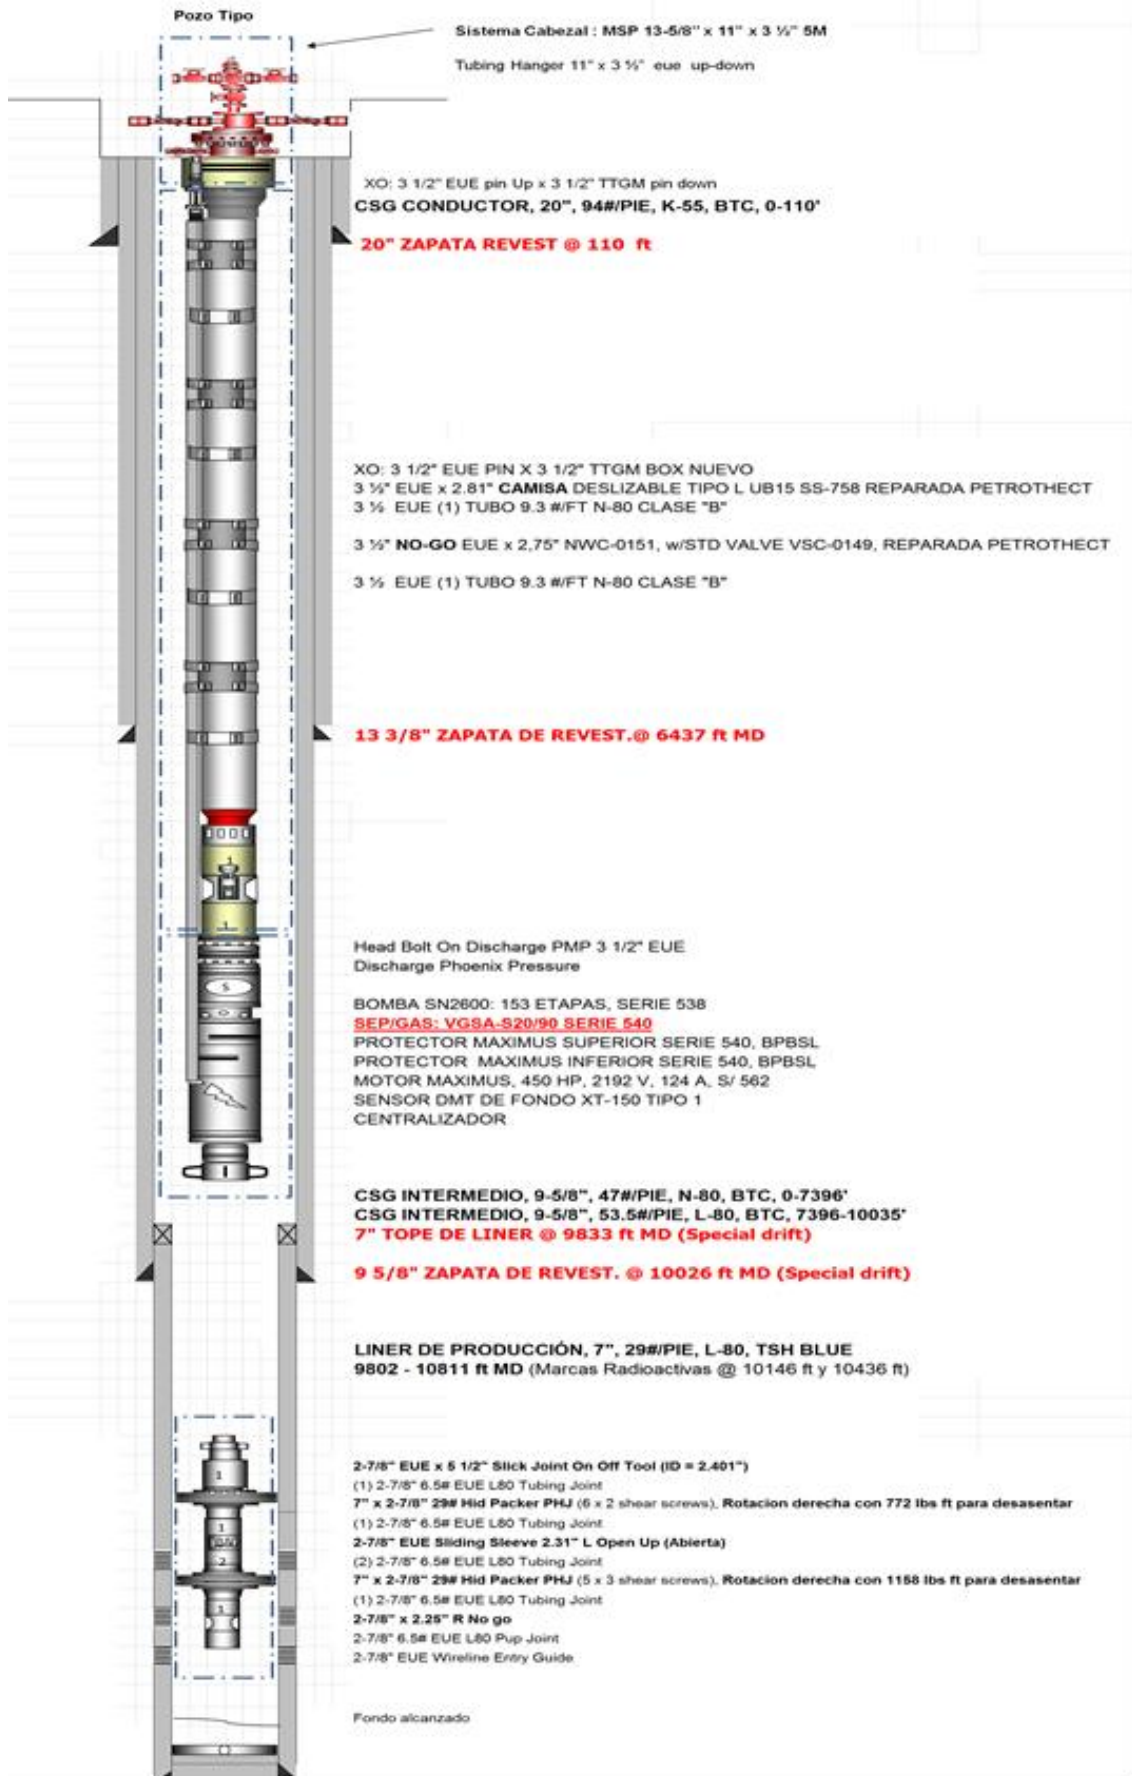 Pozo Tipo
Sistema Cabezal : MSP 13-5/8" x 11" x 3 ½" 5M
Tubing Hanger 11" x 3 ½" eue up-down
XO: 3 1/2" EUE pin Up x 3 1/2" TTGM pin down
CSG CONDUCTOR, 20", 94#/PIE, K-55, BTC, 0-110'
20" ZAPATA REVEST @ 110 ft
XO: 3 1/2" EUE PIN X 3 1/2" TTGM BOX NUEVO
3 ½" EUE x 2.81" CAMISA DESLIZABLE TIPO L UB15 SS-758 REPARADA PETROTHECT
3 ½ EUE (1) TUBO 9.3 #/FT N-80 CLASE "B"
3 ½" NO-GO EUE x 2,75" NWC-0151, w/STD VALVE VSC-0149, REPARADA PETROTHECT
3 ½ EUE (1) TUBO 9.3 #/FT N-80 CLASE "B"
13 3/8" ZAPATA DE REVEST.@ 6437 ft MD
1
1
Head Bolt On Discharge PMP 3 1/2" EUE
Discharge Phoenix Pressure
S
BOMBA SN2600: 153 ETAPAS, SERIE 538
SEP/GAS: VGSA-S20/90 SERIE 540
PROTECTOR MAXIMUS SUPERIOR SERIE 540, BPBSL
PROTECTOR MAXIMUS INFERIOR SERIE 540, BPBSL
MOTOR MAXIMUS, 450 HP, 2192 V, 124 A, S/ 562
SENSOR DMT DE FONDO XT-150 TIPO 1
CENTRALIZADOR
CSG INTERMEDIO, 9-5/8", 47#/PIE, N-80, BTC, 0-7396'
CSG INTERMEDIO, 9-5/8", 53.5#/PIE, L-80, BTC, 7396-10035'
7" TOPE DE LINER @ 9833 ft MD (Special drift)
9 5/8" ZAPATA DE REVEST. @ 10026 ft MD (Special drift)
LINER DE PRODUCCIÓN, 7", 29#/PIE, L-80, TSH BLUE
9802 - 10811 ft MD (Marcas Radioactivas @ 10146 ft y 10436 ft)
2-7/8" EUE x 5 1/2" Slick Joint On Off Tool (ID = 2.401")
1
(1) 2-7/8" 6.5# EUE L80 Tubing Joint
7" x 2-7/8" 29# Hid Packer PHJ (6 x 2 shear screws), Rotacion derecha con 772 lbs ft para desasentar
1
(1) 2-7/8" 6.5# EUE L80 Tubing Joint
2-7/8" EUE Sliding Sleeve 2.31" L Open Up (Abierta)
2
(2) 2-7/8" 6.5# EUE L80 Tubing Joint
7" x 2-7/8" 29# Hid Packer PHJ (5 x 3 shear screws), Rotacion derecha con 1158 lbs ft para desasentar
1
(1) 2-7/8" 6.5# EUE L80 Tubing Joint
2-7/8" x 2.25" R No go
2-7/8" 6.5# EUE L80 Pup Joint
2-7/8" EUE Wireline Entry Guide
Fondo alcanzado